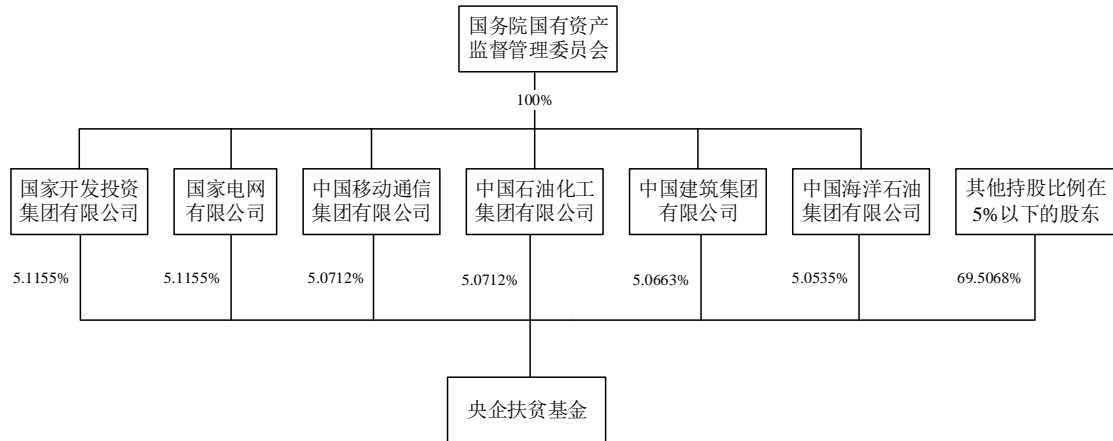 国务院国有资产
监督管理委员会
100%
国家开发投资
集团有限公司
国家电网
有限公司
中国移动通信
集团有限公司
中国石油化工
集团有限公司
中国建筑集团
有限公司
中国海洋石油
集团有限公司
其他持股比例在
5%以下的股东
5.1155%
5.1155%
5.0712%
5.0712%
5.0663%
5.0535%
69.5068%
央企扶贫基金